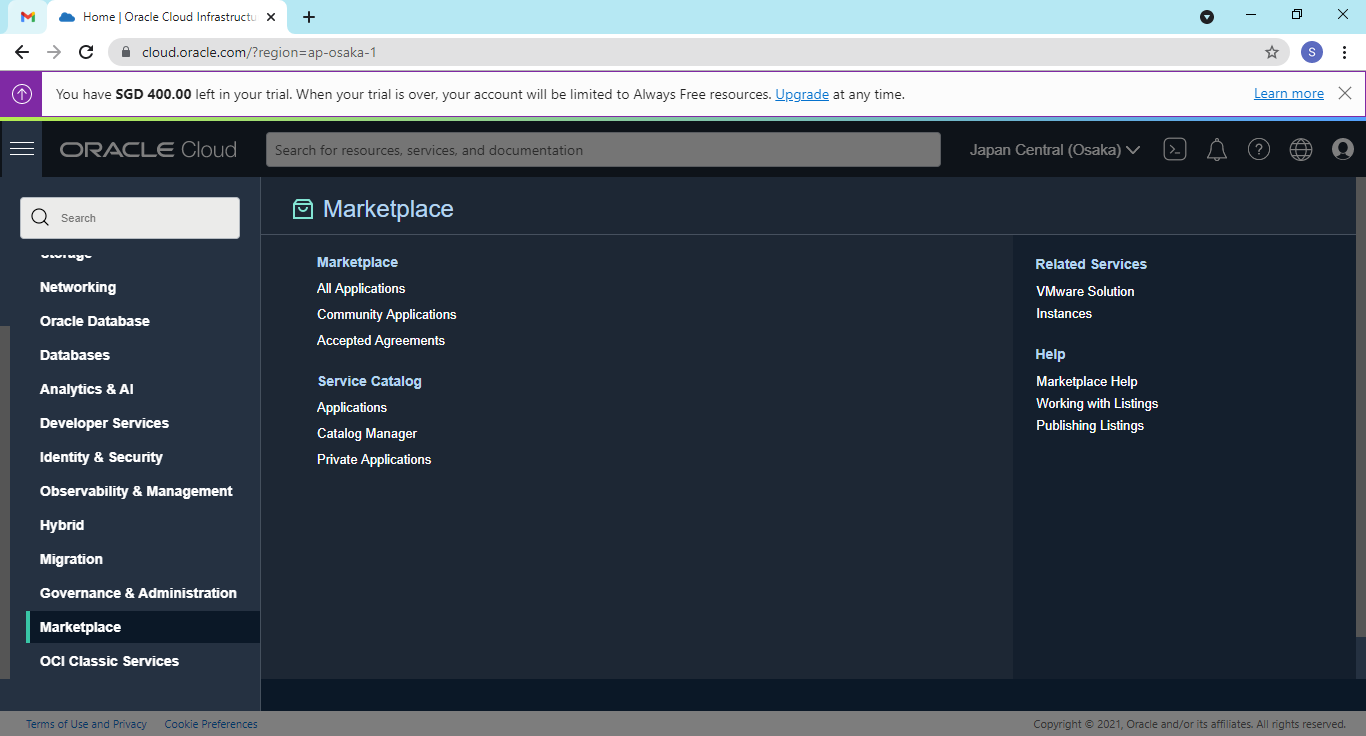 Home | Oracle Cloud Infrastructu
cloud.oracle.com/?region=ap-osaka-1
S
You have SGD 400.00 left in your trial. When your trial is over, your account will be limited to Always Free resources. Upgrade at any time.
Learn more
ORACLE Cloud
Search for resources, services, and documentation
Japan Central (Osaka)
Search
Storage
Networking
Oracle Database
Databases
Analytics & AI
Developer Services
Identity & Security
Observability & Management
Hybrid
Migration
Governance & Administration
Marketplace
OCI Classic Services
Marketplace
Marketplace
All Applications
Community Applications
Accepted Agreements
Service Catalog
Applications
Catalog Manager
Private Applications
Related Services
VMware Solution
Instances
Help
Marketplace Help
Working with Listings
Publishing Listings
Terms of Use and Privacy
Cookie Preferences
Copyright © 2021, Oracle and/or its affiliates. All rights reserved.